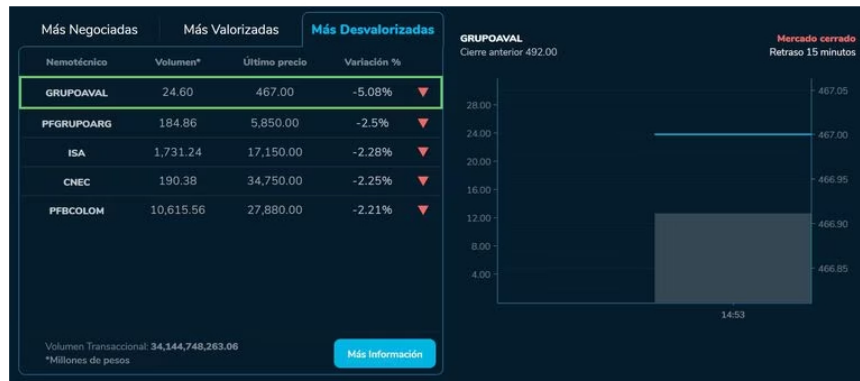 Más Negociadas Más Valorizadas Más Desvalorizadas
Nemotécnico Volumen* Último precio Variación %
GRUPOAVAL 24.60 467.00 -5.08%
PFGRUPOARG 184.86 5,850.00 -2.5%
ISA 1,731.24 17,150.00 -2.28%
CNEC 190.38 34,750.00 -2.25%
PFBCOLOM 10,615.56 27,880.00 -2.21%
Volumen Transaccional: 34,144,748,263.06
*Millones de pesos
Más Información
GRUPOAVAL Mercado cerrado
Cierre anterior 492.00 Retraso 15 minutos
467.05
28.00
24.00 467.00
20.00
466.95
16.00
12.00 466.90
8.00
4.00 466.85
14:53